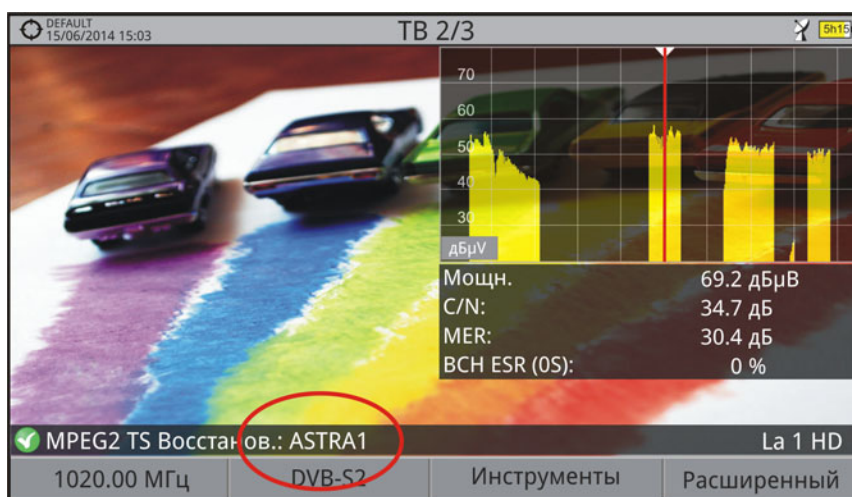 DEFAULT
15/06/2014 15:03
ТВ 2/3
5h15
70
60
50
40
30
дБµV
Мощн. 69.2 дБµВ
C/N: 34.7 дБ
MER: 30.4 дБ
BCH ESR (0S): 0 %
MPEG2 TS Восстанов.: ASTRA1
La 1 HD
1020.00 МГц
DVB-S2
Инструменты
Расширенный